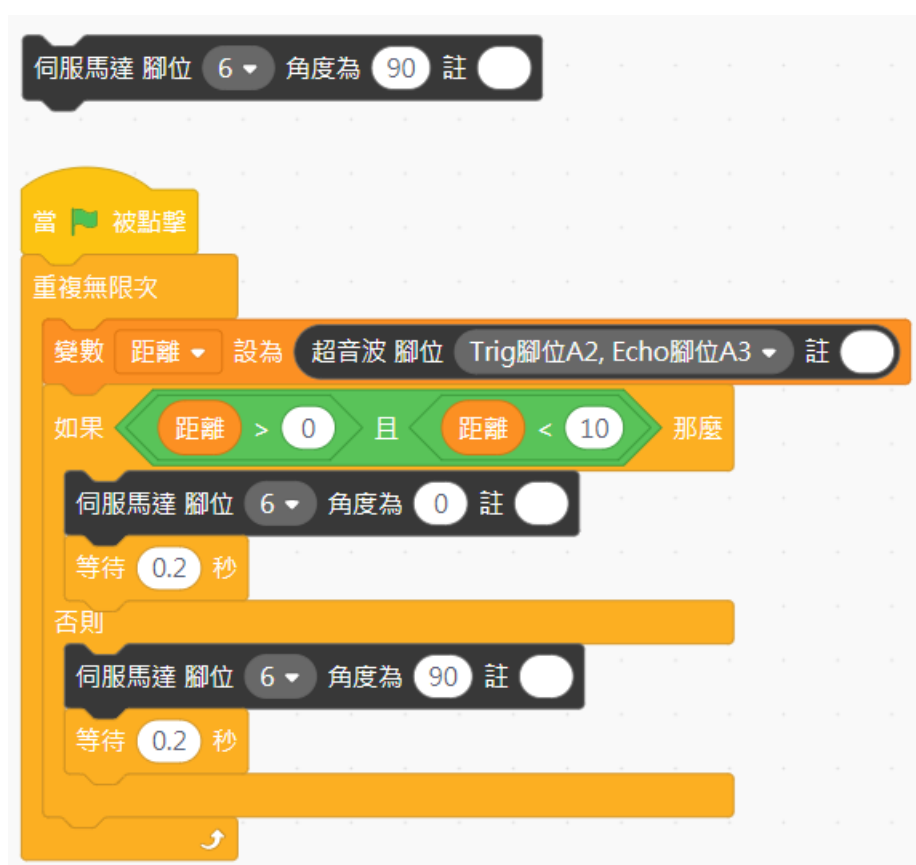 伺服馬達 腳位 6 角度為 90 註
當 被點擊
重複無限次
變數 距離 設為 超音波 腳位 Trig腳位A2, Echo腳位A3 註
如果 距離 > 0 且 距離 < 10 那麼
伺服馬達 腳位 6 角度為 0 註
等待 0.2 秒
否則
伺服馬達 腳位 6 角度為 90 註
等待 0.2 秒